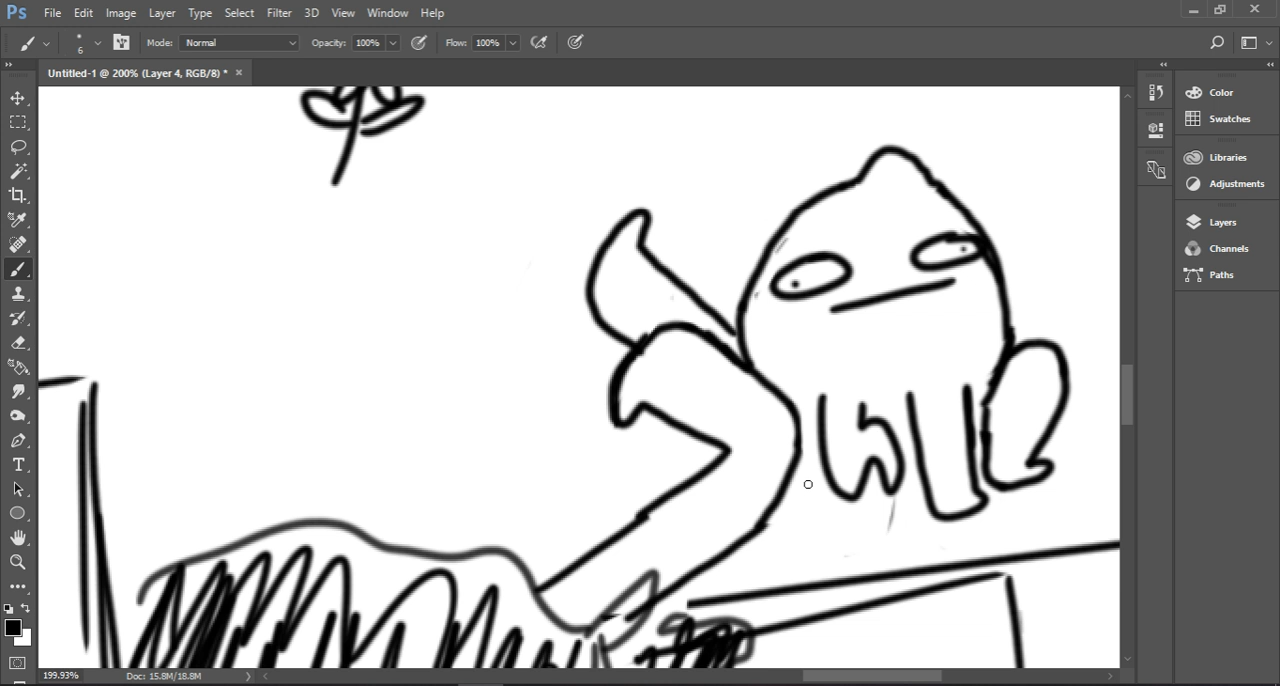 Ps File Edit Image Layer Type Select Filter 3D View Window Help
6 Mode: Normal Opacity: 100% Flow: 100%
Untitled-1 @ 200% (Layer 4, RGB/8) * ×
Color
Swatches
Libraries
Adjustments
Layers
Channels
Paths
199.93% Doc: 15.8M/18.8M